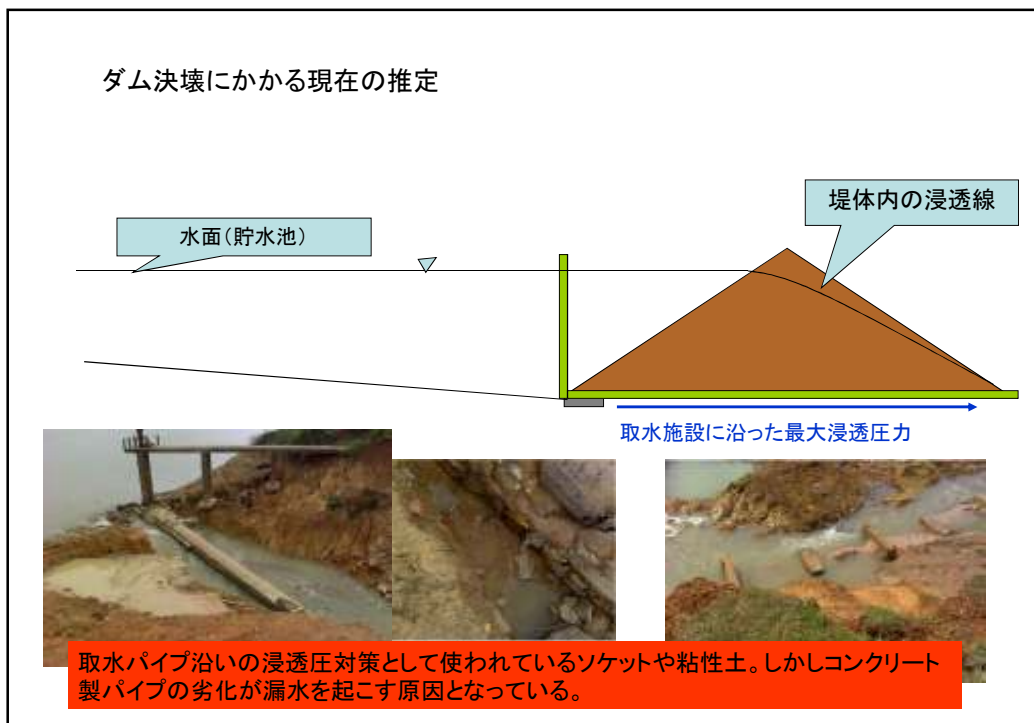 ダム決壊にかかる現在の推定
堤体内の浸透線
水面(貯水池)
取水施設に沿った最大浸透圧力
取水パイプ沿いの浸透圧対策として使われているソケットや粘性土。しかしコンクリート
製パイプの劣化が漏水を起こす原因となっている。